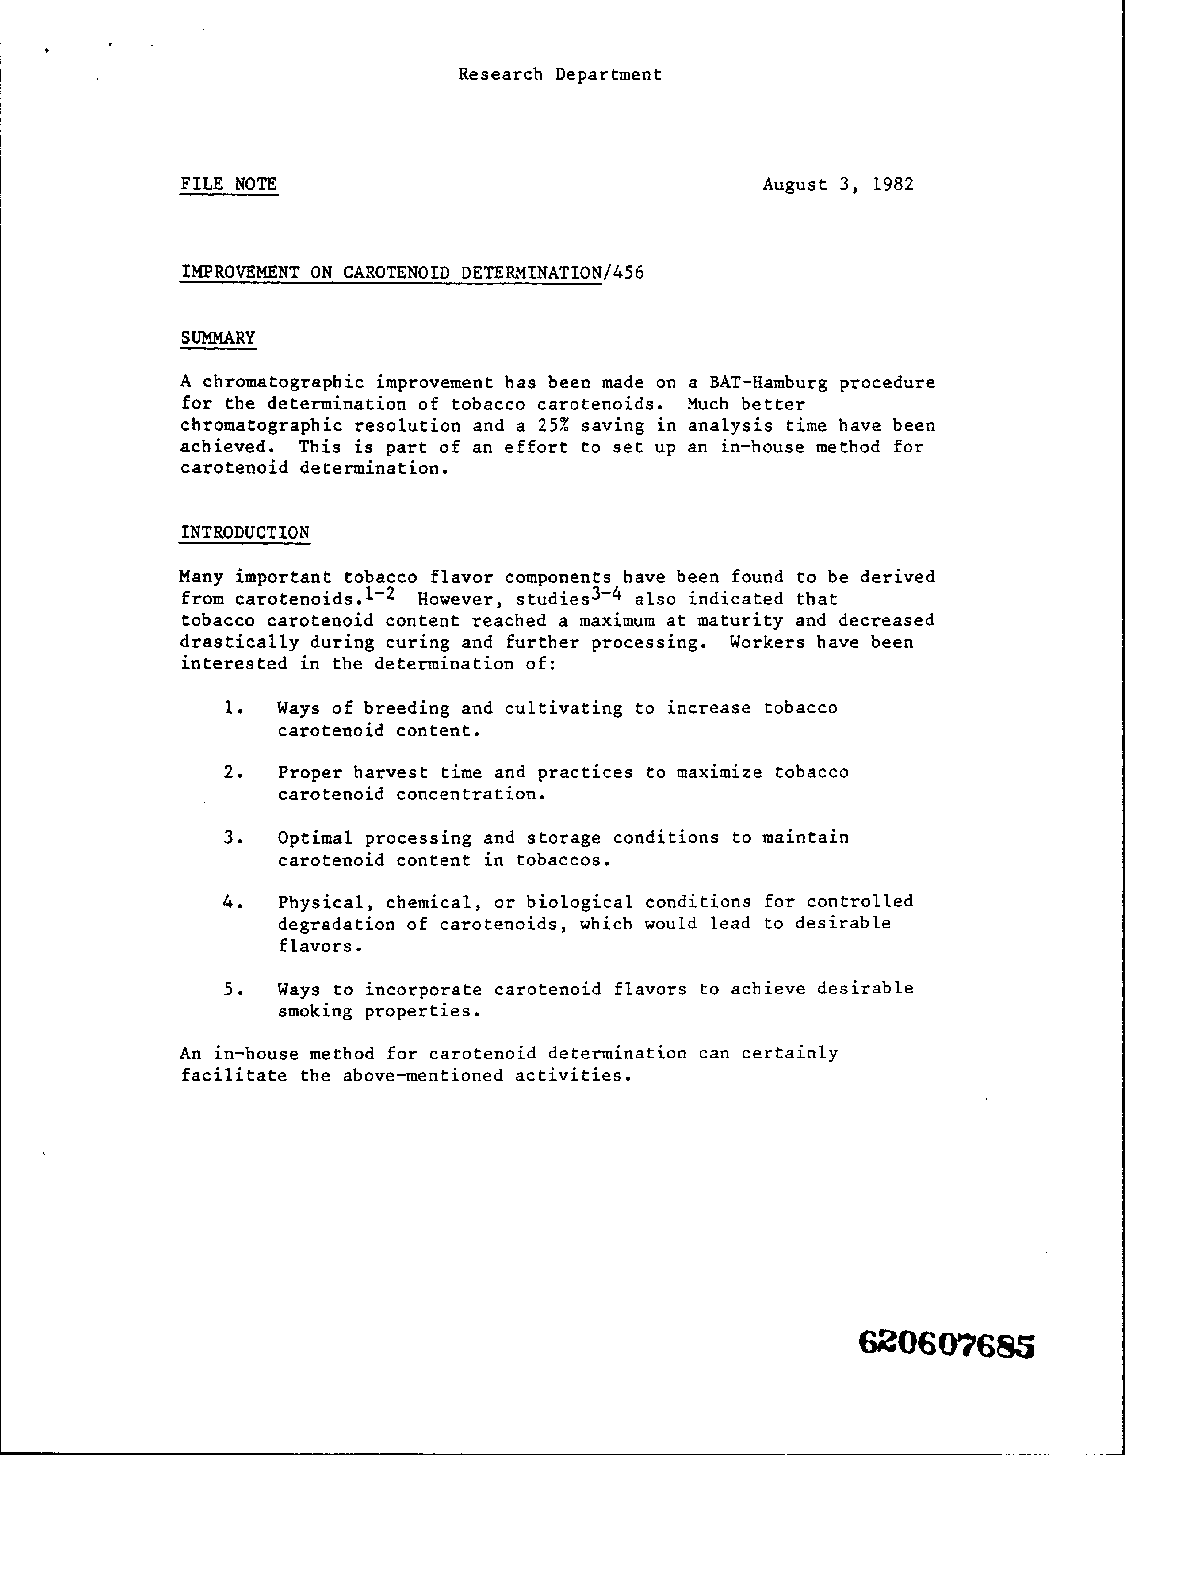 Research Department
FILE NOTE August 3, 1982
IMPROVEMENT ON CAROTENOID DETERMINATION/456
SUMMARY
A chromatographic improvement has been made on a BAT-Hamburg procedure
for the determination of tobacco carotenoids. Much better
chromatographic resolution and a 25% saving in analysis time have been
achieved. This is part of an effort to set up an in-house method for
carotenoid determination.
INTRODUCTION
Many important tobacco flavor components have been found to be derived
from carotenoids.1-2 However, studies3-4 also indicated that
tobacco carotenoid content reached a maximum at maturity and decreased
drastically during curing and further processing. Workers have been
interested in the determination of:
1. Ways of breeding and cultivating to increase tobacco
carotenoid content.
2. Proper harvest time and practices to maximize tobacco
carotenoid concentration.
3. Optimal processing and storage conditions to maintain
carotenoid content in tobaccos.
4. Physical, chemical, or biological conditions for controlled
degradation of carotenoids, which would lead to desirable
flavors.
5. Ways to incorporate carotenoid flavors to achieve desirable
smoking properties.
An in-house method for carotenoid determination can certainly
facilitate the above-mentioned activities.
620607685